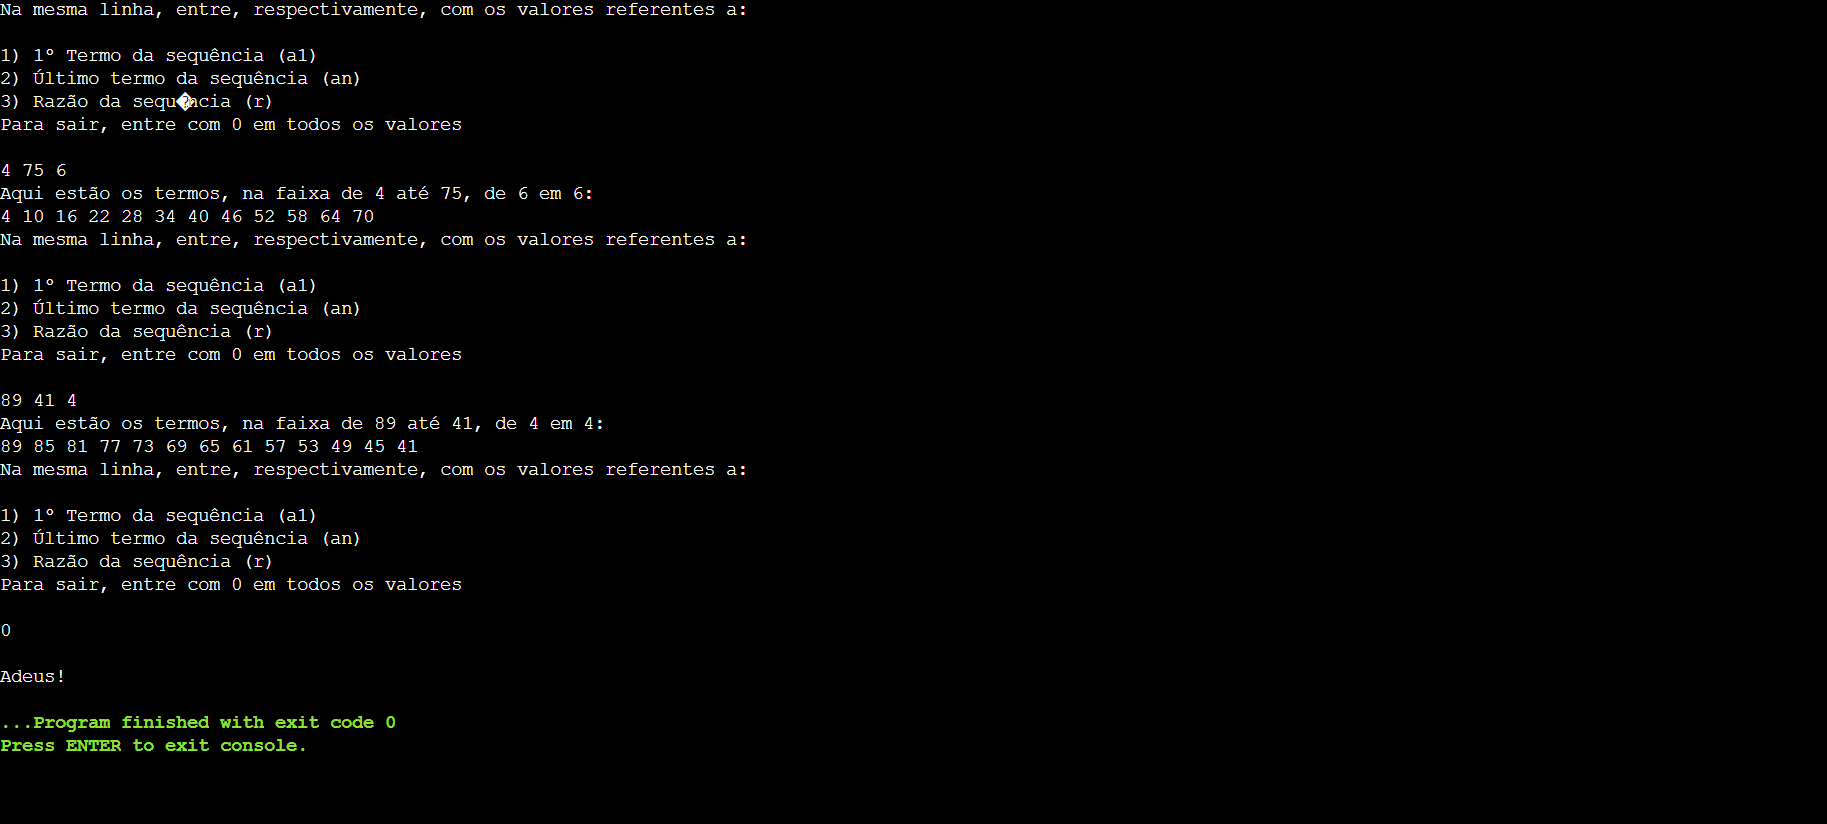 Na mesma linha, entre, respectivamente, com os valores referentes a:
1) 1º Termo da sequência (a1)
2) Último termo da sequência (an)
3) Razão da sequ�ncia (r)
Para sair, entre com 0 em todos os valores
4 75 6
Aqui estão os termos, na faixa de 4 até 75, de 6 em 6:
4 10 16 22 28 34 40 46 52 58 64 70
Na mesma linha, entre, respectivamente, com os valores referentes a:
1) 1º Termo da sequência (a1)
2) Último termo da sequência (an)
3) Razão da sequência (r)
Para sair, entre com 0 em todos os valores
89 41 4
Aqui estão os termos, na faixa de 89 até 41, de 4 em 4:
89 85 81 77 73 69 65 61 57 53 49 45 41
Na mesma linha, entre, respectivamente, com os valores referentes a:
1) 1º Termo da sequência (a1)
2) Último termo da sequência (an)
3) Razão da sequência (r)
Para sair, entre com 0 em todos os valores
0
Adeus!
...Program finished with exit code 0
Press ENTER to exit console.